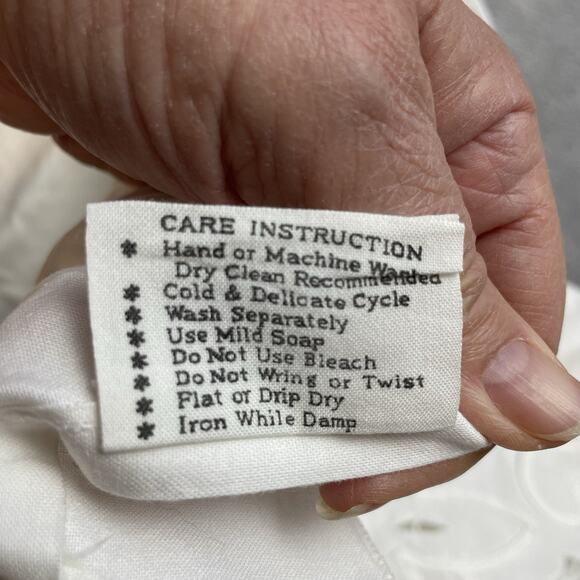 CARE INSTRUCTION
* Hand or Machine
Dry Clean Recommended
* Cold & Delicate Cycle
* Wash Separately
* Use Mild Soap
* Do Not Use Bleach
* Do Not Wring or Twist
* Flat or Drip Dry
* Iron While Damp